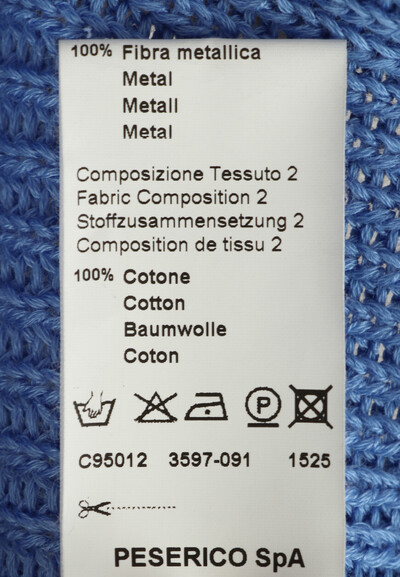 100% Fibra metallica
Metal
Metall
Metal
Composizione Tessuto 2
Fabric Composition 2
Stoffzusammensetzung 2
Composition de tissu 2
100% Cotone
Cotton
Baumwolle
Coton
P
C95012 3597-091 1525
PESERICO SpA